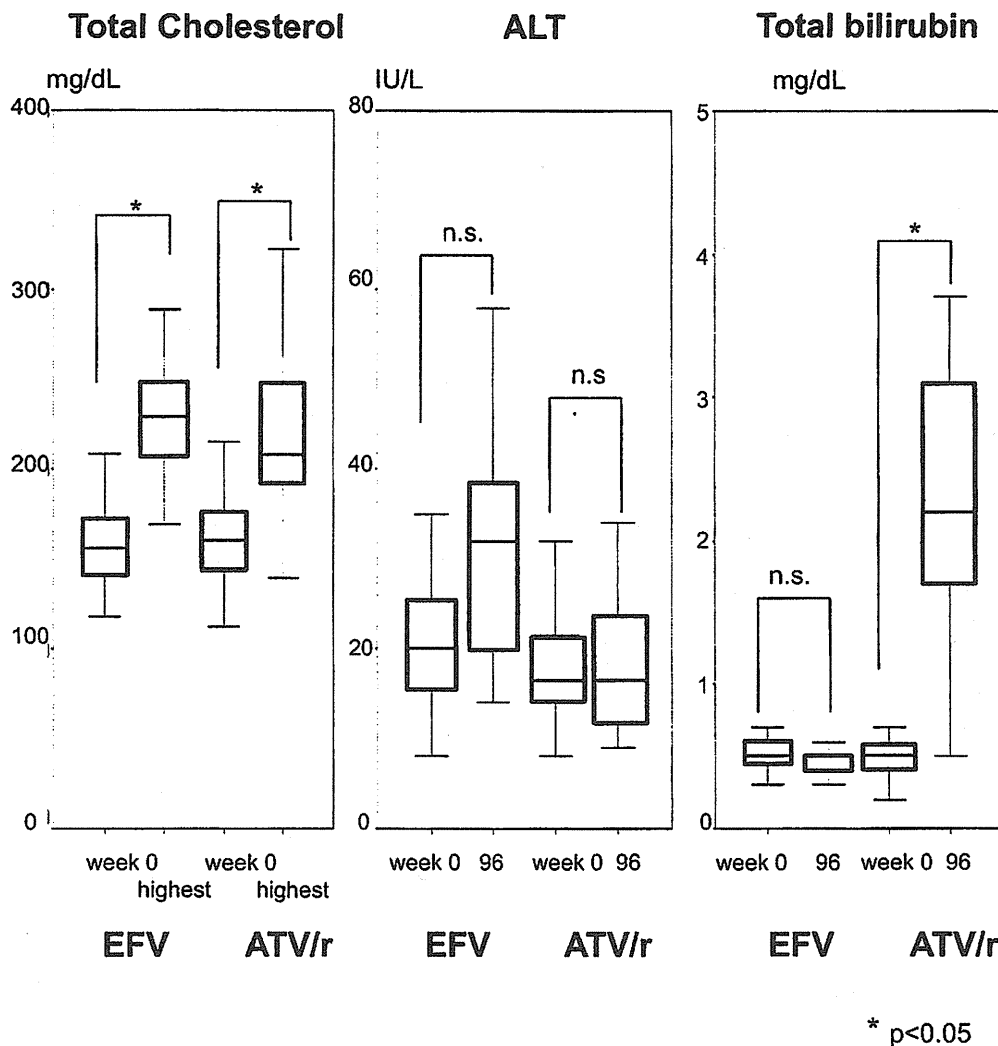 Total Cholesterol
mg/dL
400
300
200
100
0
*
*
week 0
highest
week 0
highest
EFV
ATV/r
ALT
IU/L
80
60
40
20
0
n.s.
n.s
week 0
96
week 0
96
EFV
ATV/r
Total bilirubin
mg/dL
5
4
3
2
1
0
n.s.
*
week 0
96
week 0
96
EFV
ATV/r
* p<0.05